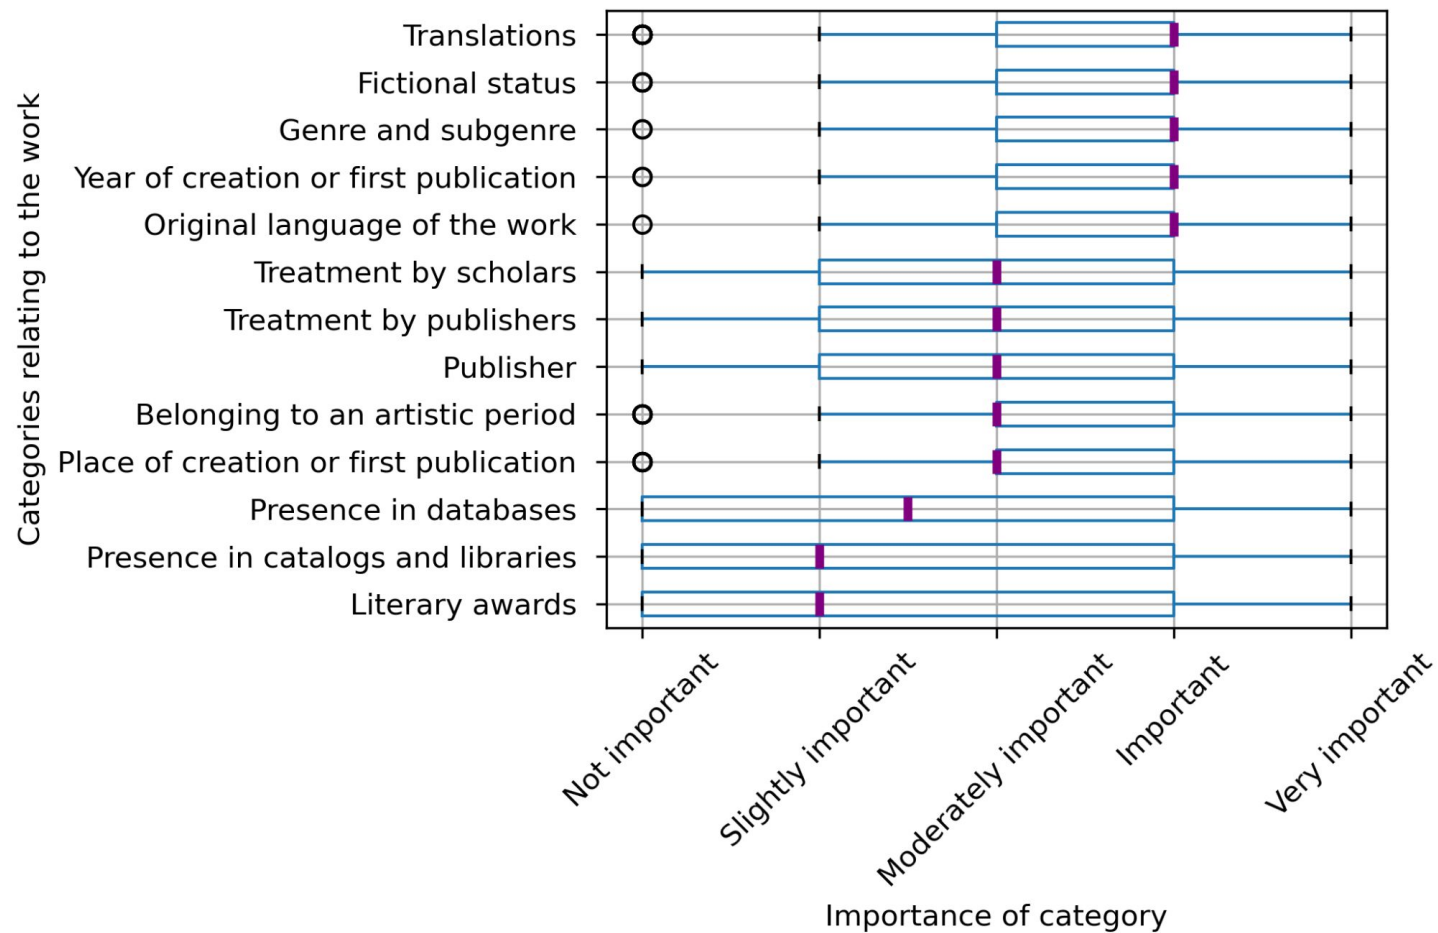 Categories relating to the work
Translations
Fictional status
Genre and subgenre
Year of creation or first publication
Original language of the work
Treatment by scholars
Treatment by publishers
Publisher
Belonging to an artistic period
Place of creation or first publication
Presence in databases
Presence in catalogs and libraries
Literary awards
Not important
Slightly important
Moderately important
Important
Very important
Importance of category